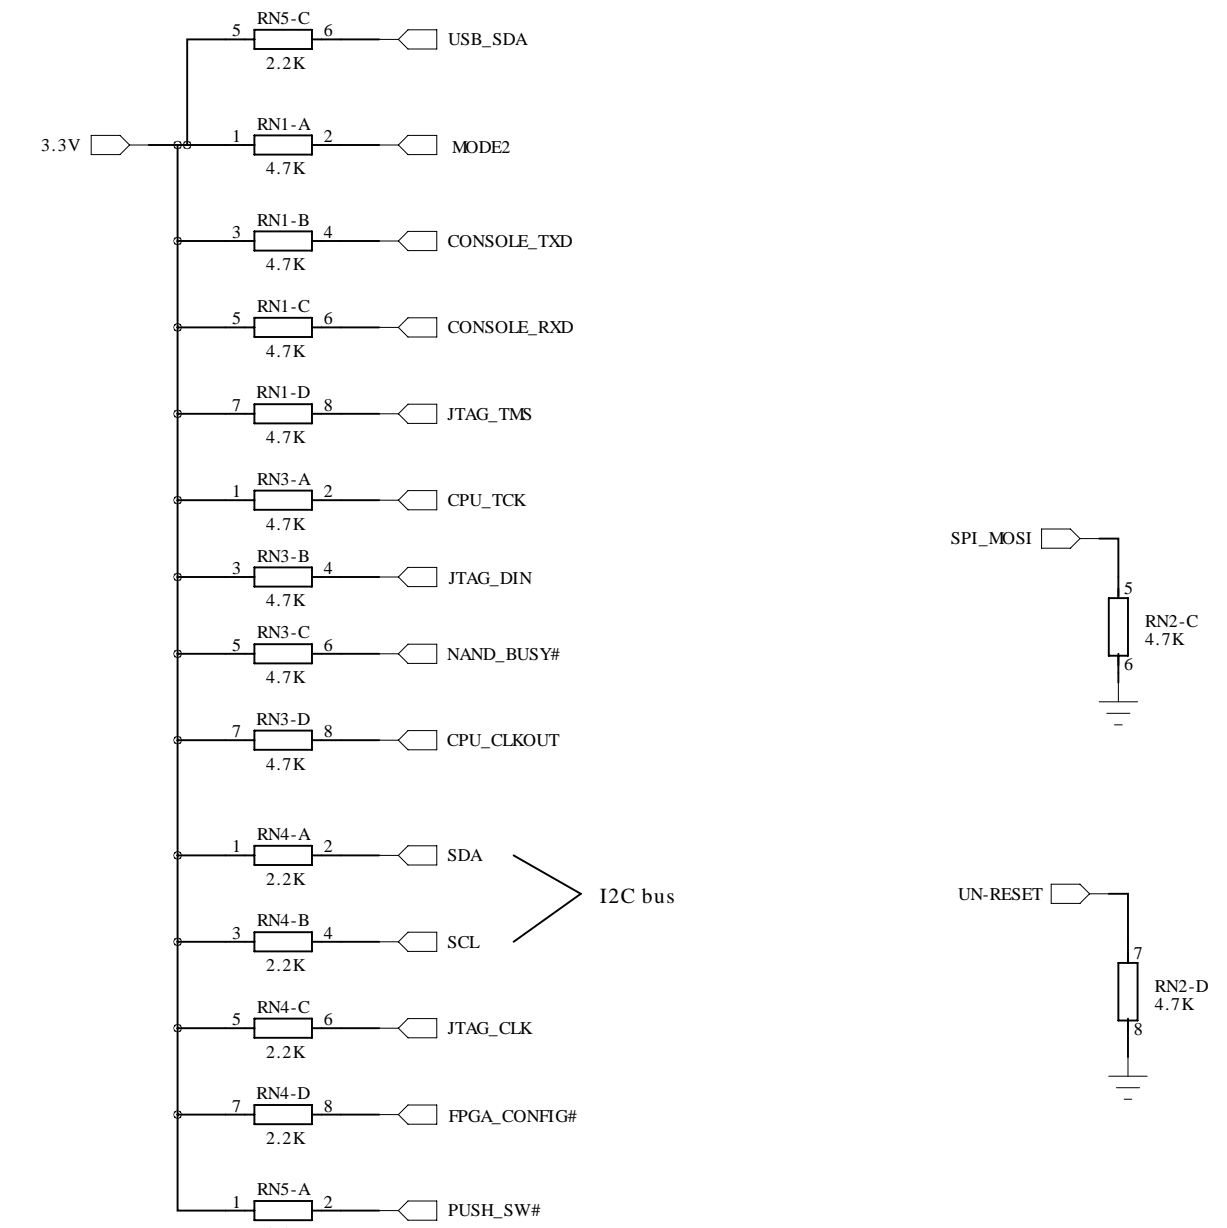 RN5-C
5 6 USB_SDA
2.2K
RN1-A
3.3V 1 2 MODE2
4.7K
RN1-B
3 4 CONSOLE_TXD
4.7K
RN1-C
5 6 CONSOLE_RXD
4.7K
RN1-D
7 8 JTAG_TMS
4.7K
RN3-A
1 2 CPU_TCK
4.7K
RN3-B
3 4 JTAG_DIN
4.7K
RN3-C
5 6 NAND_BUSY#
4.7K
RN3-D
7 8 CPU_CLKOUT
4.7K
RN4-A
1 2 SDA
2.2K
I2C bus
RN4-B
3 4 SCL
2.2K
RN4-C
5 6 JTAG_CLK
2.2K
RN4-D
7 8 FPGA_CONFIG#
2.2K
RN5-A
1 2 PUSH_SW#
SPI_MOSI
5
RN2-C
4.7K
6
UN-RESET
7
RN2-D
4.7K
8